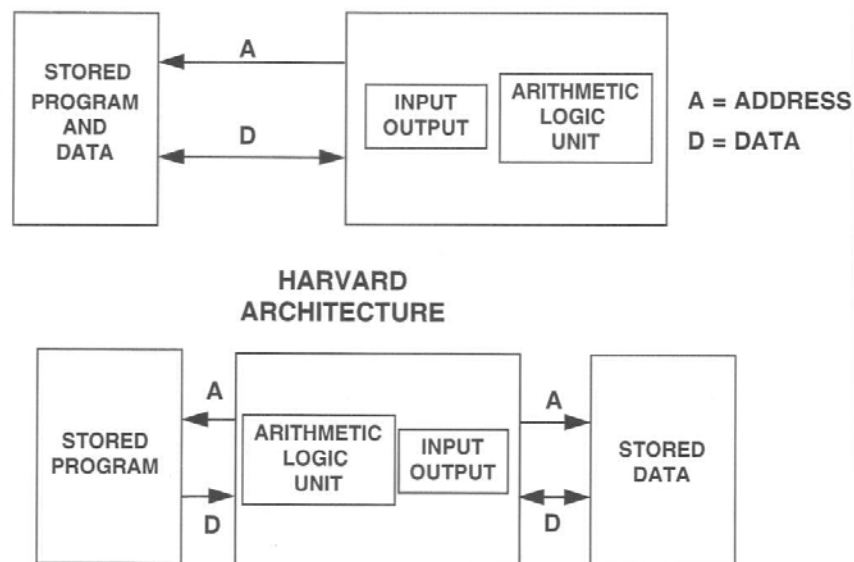 STORED
PROGRAM
AND
DATA
A
D
INPUT
OUTPUT
ARITHMETIC
LOGIC
UNIT
A = ADDRESS
D = DATA
HARVARD
ARCHITECTURE
STORED
PROGRAM
A
D
ARITHMETIC
LOGIC
UNIT
INPUT
OUTPUT
A
D
STORED
DATA